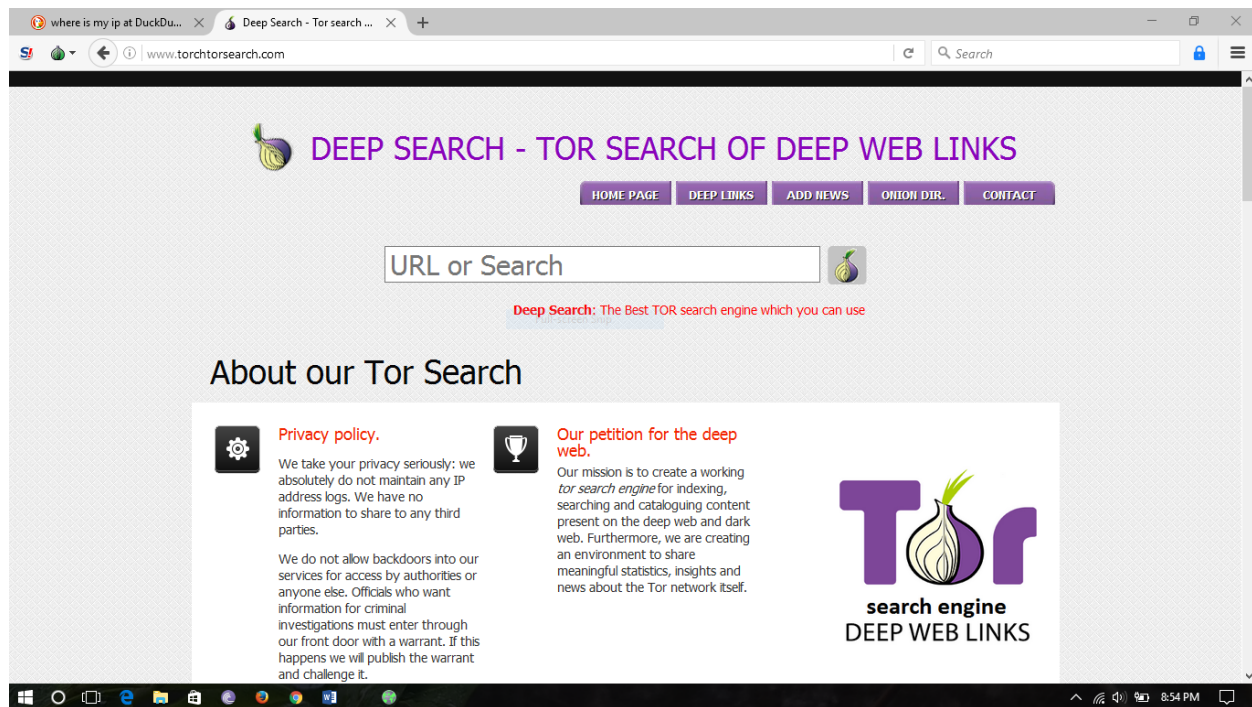 where is my ip at DuckDu...
Deep Search - Tor search ...
S!
www.torchtorsearch.com
Search
DEEP SEARCH - TOR SEARCH OF DEEP WEB LINKS
HOME PAGE
DEEP LINKS
ADD NEWS
ONION DIR.
CONTACT
URL or Search
Deep Search: The Best TOR search engine which you can use
Full-screen Snip
About our Tor Search
Privacy policy.
We take your privacy seriously: we
absolutely do not maintain any IP
address logs. We have no
information to share to any third
parties.
We do not allow backdoors into our
services for access by authorities or
anyone else. Officials who want
information for criminal
investigations must enter through
our front door with a warrant. If this
happens we will publish the warrant
and challenge it.
Our petition for the deep
web.
Our mission is to create a working
tor search engine for indexing,
searching and cataloguing content
present on the deep web and dark
web. Furthermore, we are creating
an environment to share
meaningful statistics, insights and
news about the Tor network itself.
Tor
search engine
DEEP WEB LINKS
8:54 PM